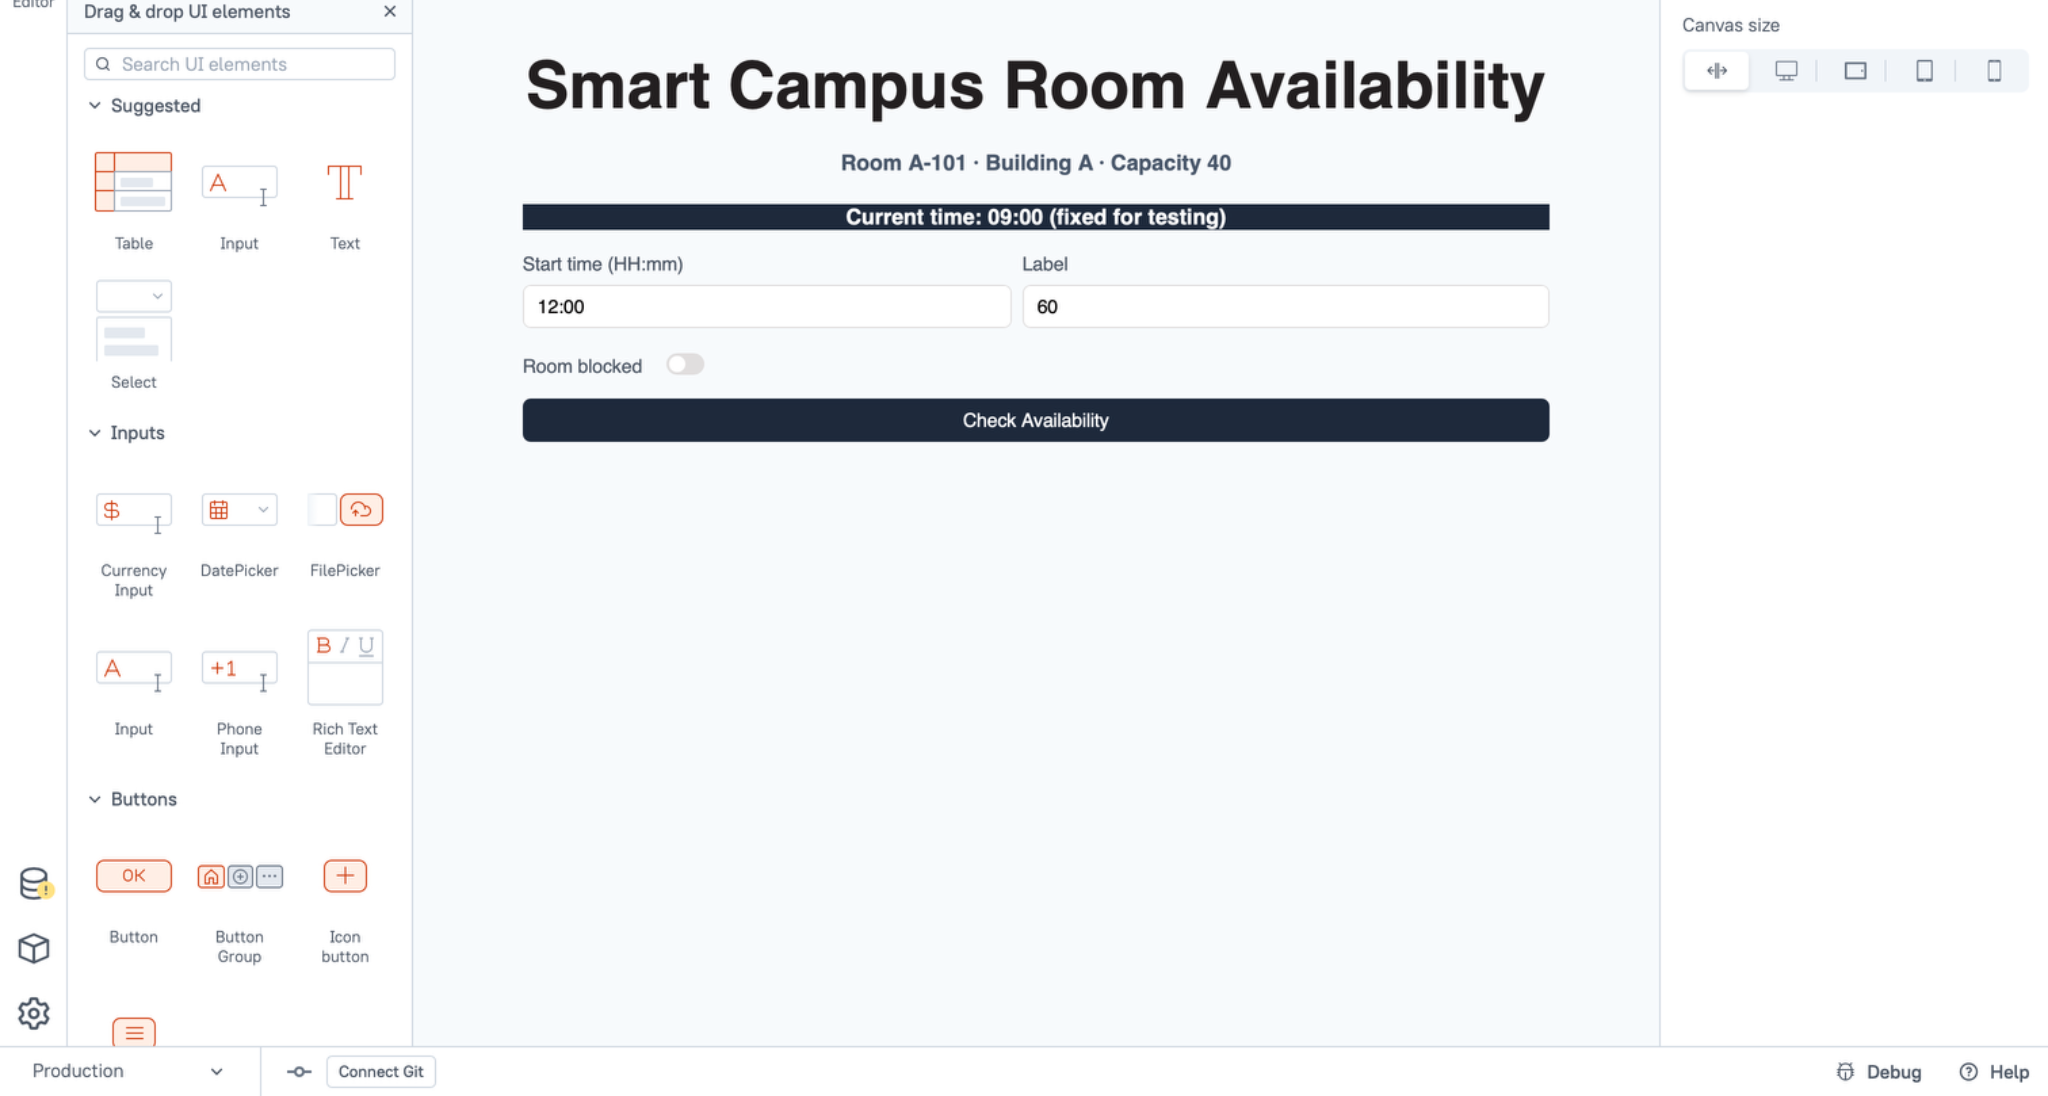 Editor
Drag & drop UI elements
Search UI elements
Suggested
Table
Input
Text
Select
Inputs
Currency
Input
DatePicker
FilePicker
Input
+1
Phone
Input
B I U
Rich Text
Editor
Buttons
OK
Button
Button
Group
Icon
button
Smart Campus Room Availability
Room A-101 · Building A · Capacity 40
Current time: 09:00 (fixed for testing)
Start time (HH:mm)
Label
12:00
60
Room blocked
Check Availability
Canvas size
Production
Connect Git
Debug
Help